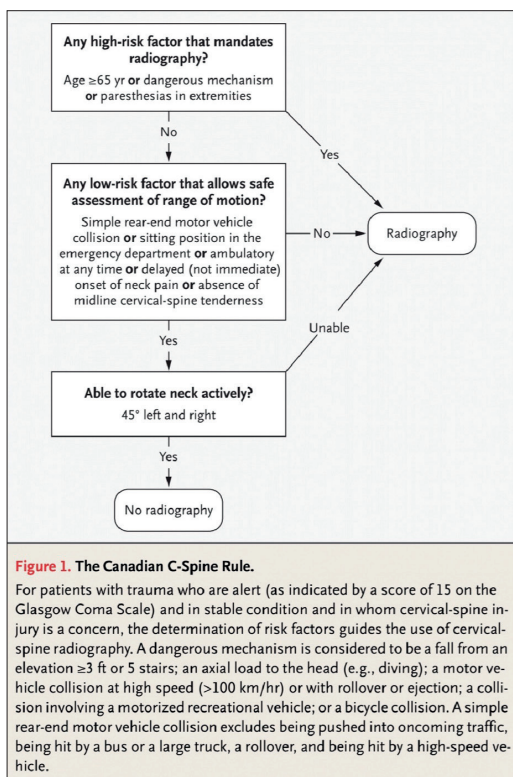 Any high-risk factor that mandates
radiography?
Age ≥65 yr or dangerous mechanism
or paresthesias in extremities
No
Yes
Any low-risk factor that allows safe
assessment of range of motion?
Simple rear-end motor vehicle
collision or sitting position in the
emergency department or ambulatory
at any time or delayed (not immediate)
onset of neck pain or absence of
midline cervical-spine tenderness
No
Radiography
Yes
Unable
Able to rotate neck actively?
45° left and right
Yes
No radiography
Figure 1. The Canadian C-Spine Rule.
For patients with trauma who are alert (as indicated by a score of 15 on the
Glasgow Coma Scale) and in stable condition and in whom cervical-spine in-
jury is a concern, the determination of risk factors guides the use of cervical-
spine radiography. A dangerous mechanism is considered to be a fall from an
elevation ≥3 ft or 5 stairs; an axial load to the head (e.g., diving); a motor ve-
hicle collision at high speed (>100 km/hr) or with rollover or ejection; a colli-
sion involving a motorized recreational vehicle; or a bicycle collision. A simple
rear-end motor vehicle collision excludes being pushed into oncoming traffic,
being hit by a bus or a large truck, a rollover, and being hit by a high-speed ve-
hicle.